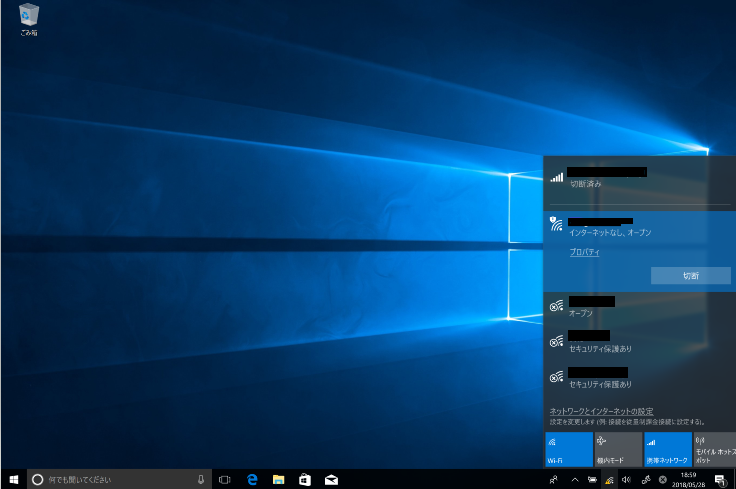 ごみ箱
切断済み
インターネットなし、オープン
プロパティ
切断
オープン
セキュリティ保護あり
セキュリティ保護あり
ネットワークとインターネットの設定
設定を変更します (例: 接続を従量制課金接続に設定する)。
Wi-Fi
機内モード
携帯ネットワーク
モバイル ホットス
ポット
何でも聞いてください
18:59
2018/05/28